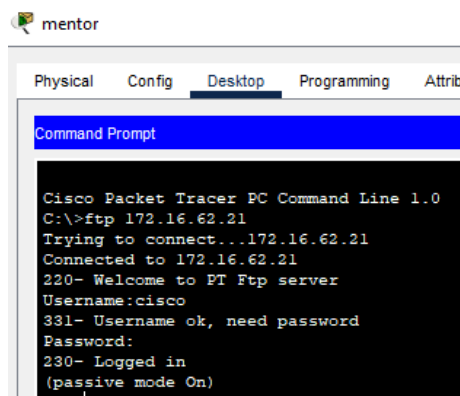 mentor
Physical Config Desktop Programming Attrib
Command Prompt
Cisco Packet Tracer PC Command Line 1.0
C:\>ftp 172.16.62.21
Trying to connect...172.16.62.21
Connected to 172.16.62.21
220- Welcome to PT Ftp server
Username:cisco
331- Username ok, need password
Password:
230- Logged in
(passive mode On)